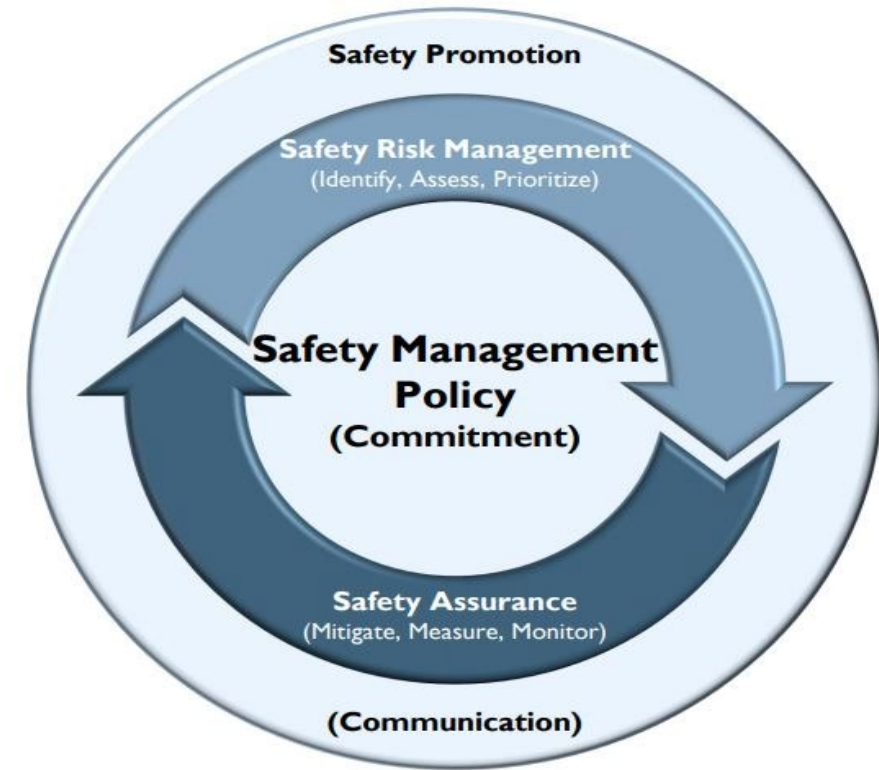 Safety Promotion
Safety Risk Management
(Identify, Assess, Prioritize)
Safety Management
Policy
(Commitment)
Safety Assurance
(Mitigate, Measure, Monitor)
(Communication)